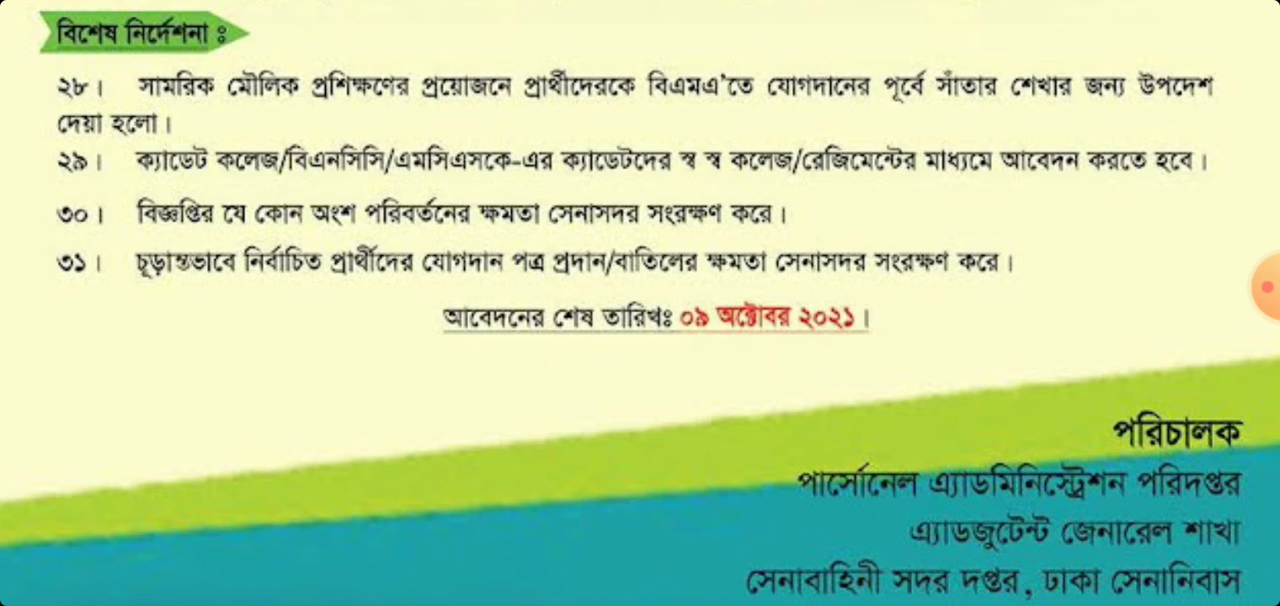 বিশেষ নির্দেশনা ঃ
২৮। সামরিক মৌলিক প্রশিক্ষণের প্রয়োজনে প্রার্থীদেরকে বিএমএ'তে যোগদানের পূর্বে সাঁতার শেখার জন্য উপদেশ
দেয়া হলো।
২৯। ক্যাডেট কলেজ/বিএনসিসি/এমসিএসকে-এর ক্যাডেটদের স্ব স্ব কলেজ/রেজিমেন্টের মাধ্যমে আবেদন করতে হবে।
৩০। বিজ্ঞপ্তির যে কোন অংশ পরিবর্তনের ক্ষমতা সেনাসদর সংরক্ষণ করে।
৩১। চূড়ান্তভাবে নির্বাচিত প্রার্থীদের যোগদান পত্র প্রদান/বাতিলের ক্ষমতা সেনাসদর সংরক্ষণ করে।
আবেদনের শেষ তারিখঃ ০৯ অক্টোবর ২০২১।
পরিচালক
পার্সোনেল এ্যাডমিনিস্ট্রেশন পরিদপ্তর
এ্যাডজুটেন্ট জেনারেল শাখা
সেনাবাহিনী সদর দপ্তর, ঢাকা সেনানিবাস